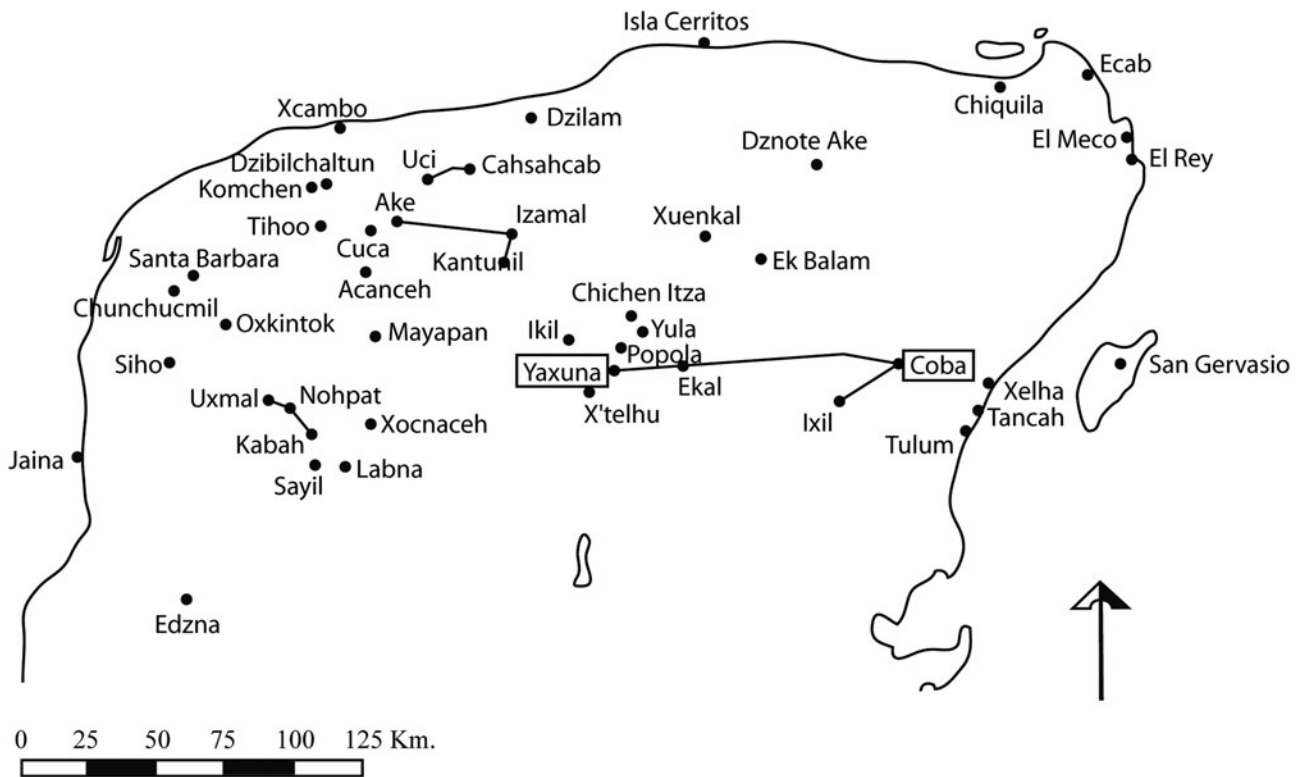 Isla Cerritos
Ecab
Chiquila
Xcambo
Dzilam
El Meco
Dznote Ake
El Rey
Uci
Cahsahcab
Dzibilchaltun
Komchen
Ake
Izamal
Xuenkal
Tihoo
Cuca
Kantunil
Ek Balam
Santa Barbara
Acanceh
Chunchucmil
Chichen Itza
Oxkintok
Mayapan
Ikil
Yula
Popola
Siho
Yaxuna
Ekal
Coba
San Gervasio
Uxmal
Nohpat
X'telhu
Xelha
Ixil
Tancah
Xocnaceh
Kabah
Tulum
Jaina
Labna
Sayil
Edzna
0 25 50 75 100 125 Km.